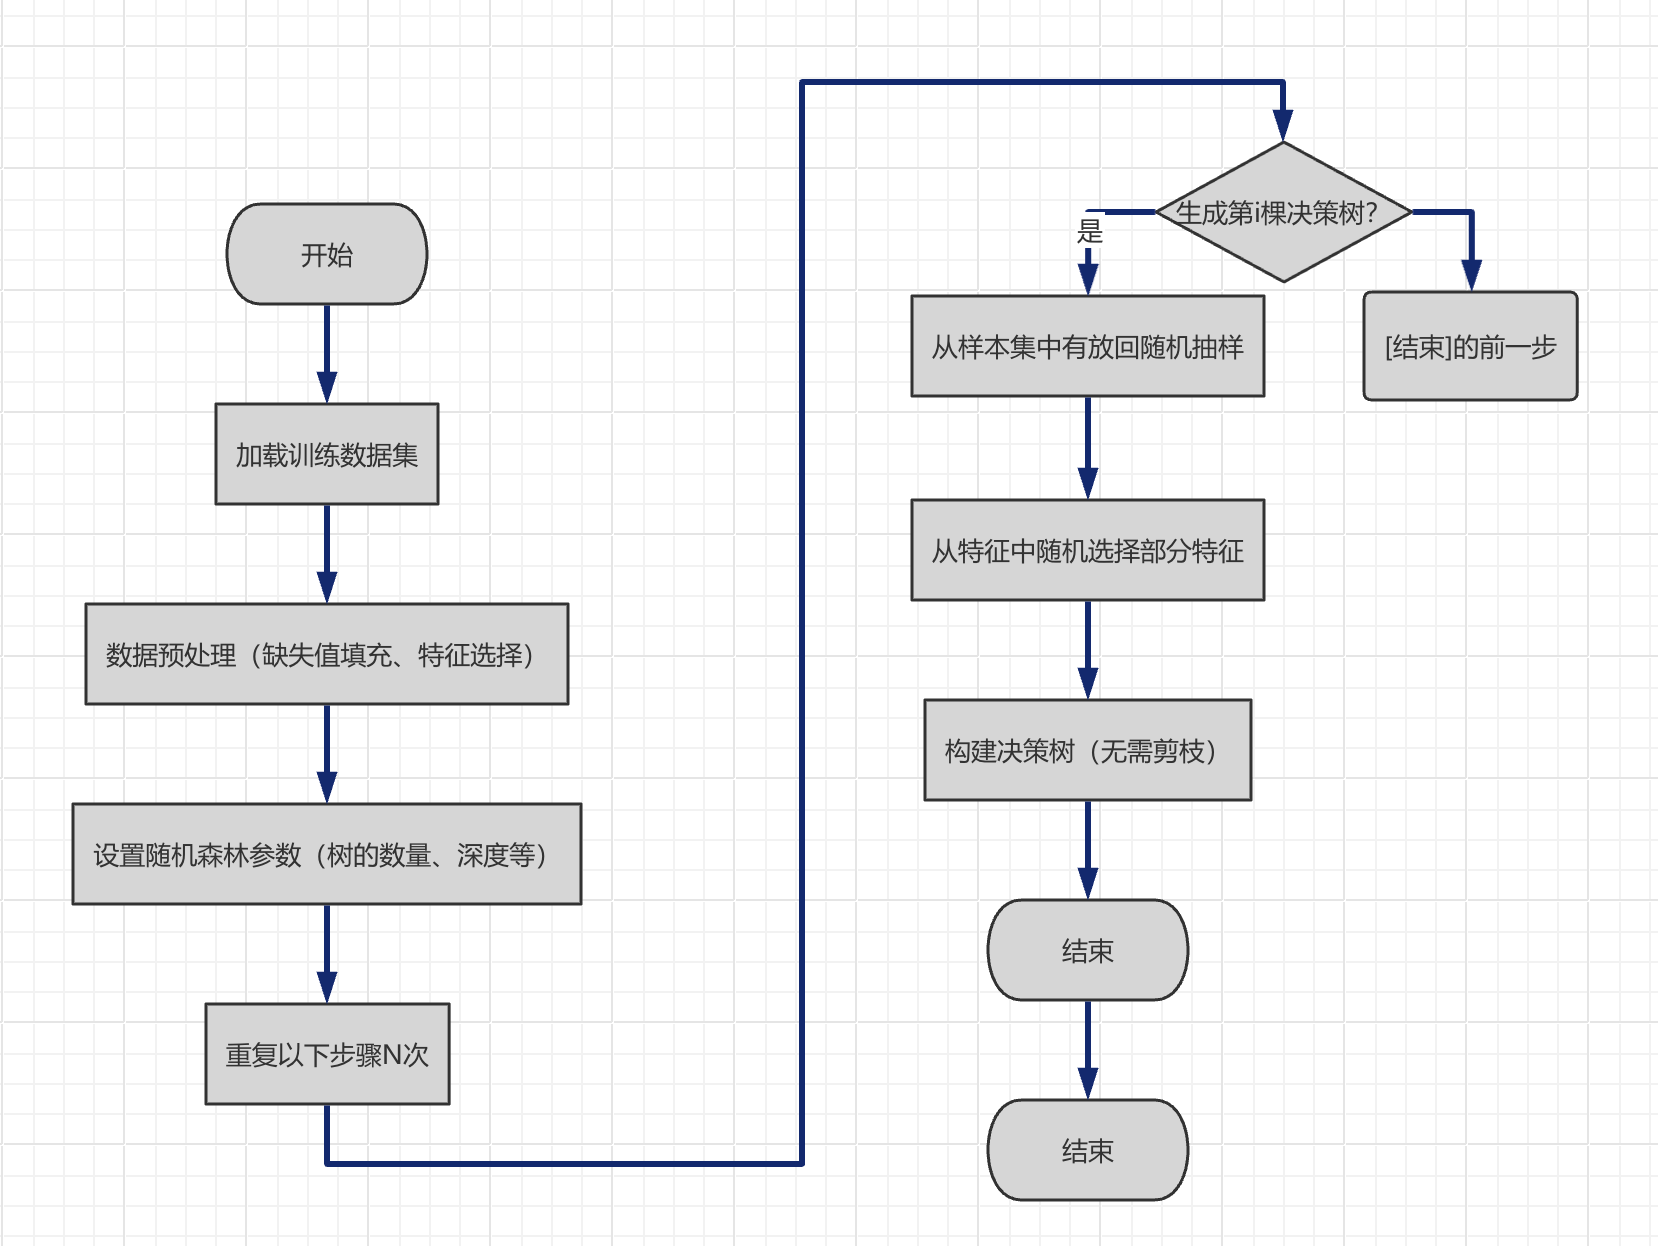 开始
加载训练数据集
数据预处理（缺失值填充、特征选择）
设置随机森林参数（树的数量、深度等）
重复以下步骤N次
生成第i棵决策树？
是
从样本集中有放回随机抽样
[结束]的前一步
从特征中随机选择部分特征
构建决策树（无需剪枝）
结束
结束